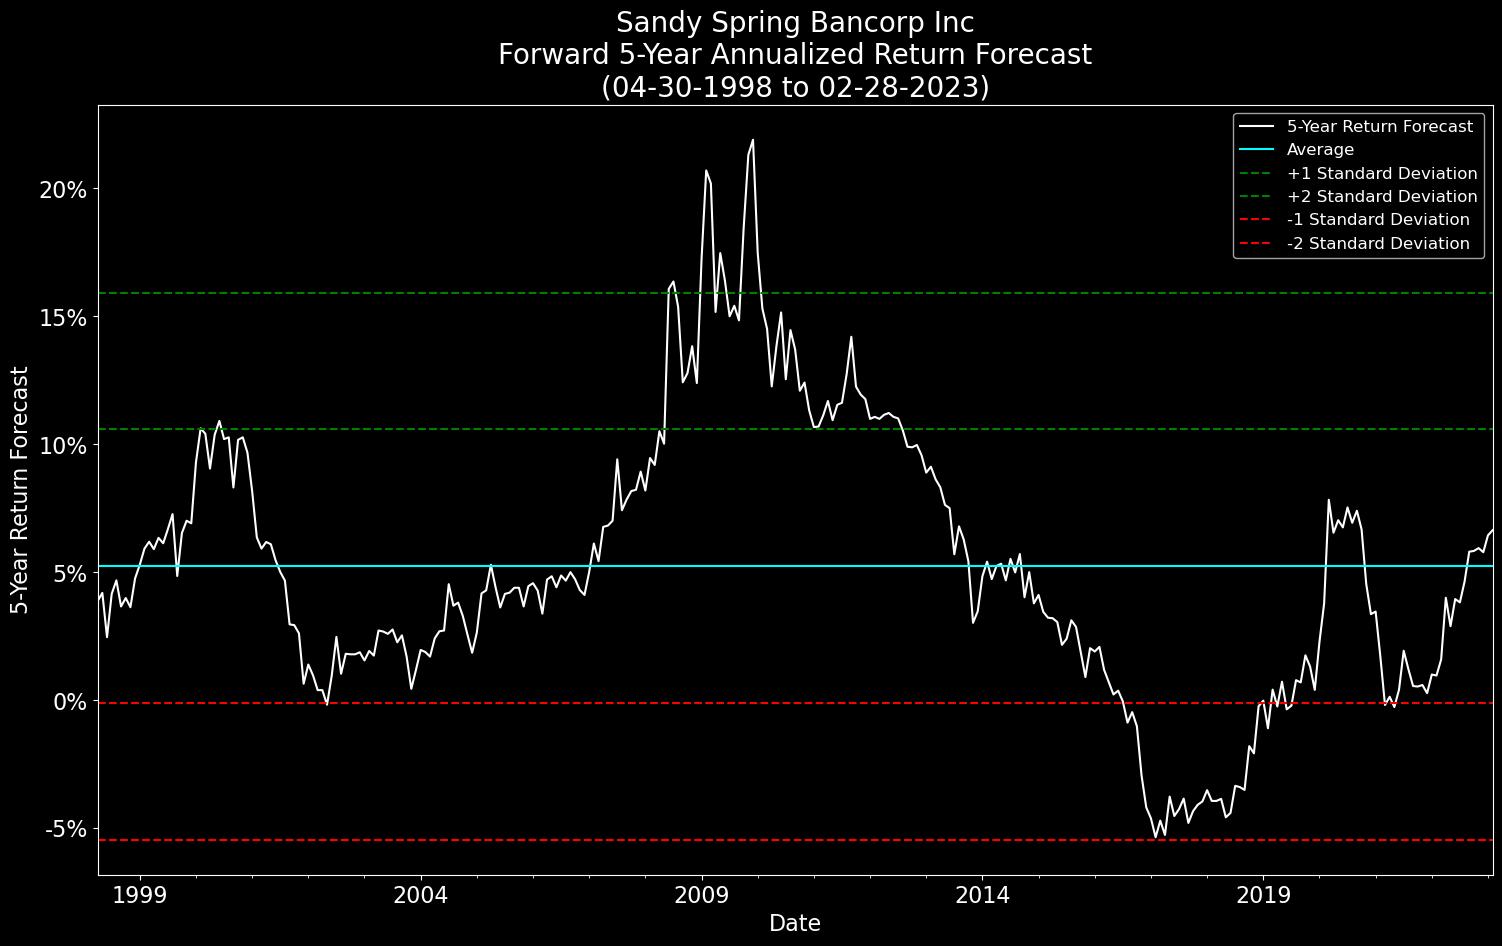 Sandy Spring Bancorp Inc
Forward 5-Year Annualized Return Forecast
(04-30-1998 to 02-28-2023)
5-Year Return Forecast
Average
+1 Standard Deviation
+2 Standard Deviation
-1 Standard Deviation
-2 Standard Deviation
5-Year Return Forecast
20%
15%
10%
5%
0%
-5%
1999 2004 2009 2014 2019
Date